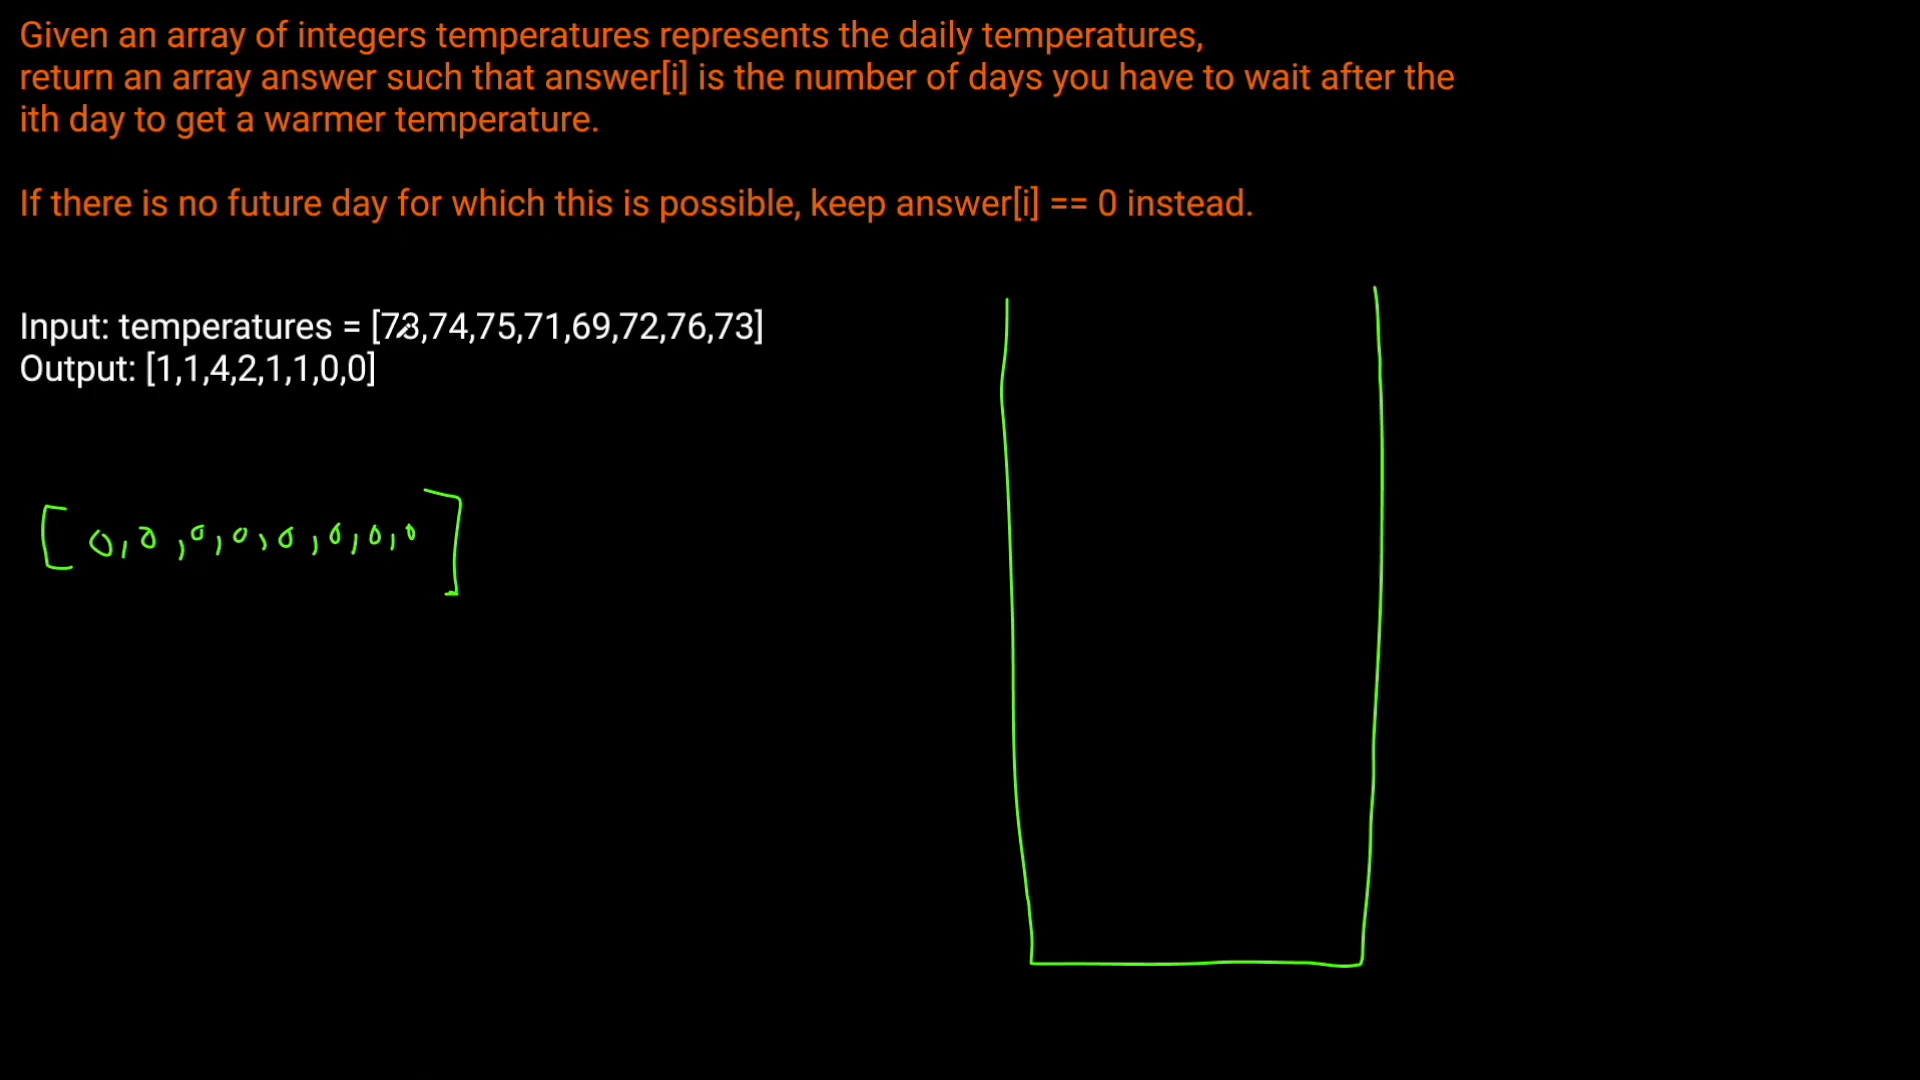 Given an array of integers temperatures represents the daily temperatures,
return an array answer such that answer[i] is the number of days you have to wait after the
ith day to get a warmer temperature.
If there is no future day for which this is possible, keep answer[i] == 0 instead.
Input: temperatures = [73,74,75,71,69,72,76,73]
Output: [1,1,4,2,1,1,0,0]
[0,0,0,0,0,0,0,0]